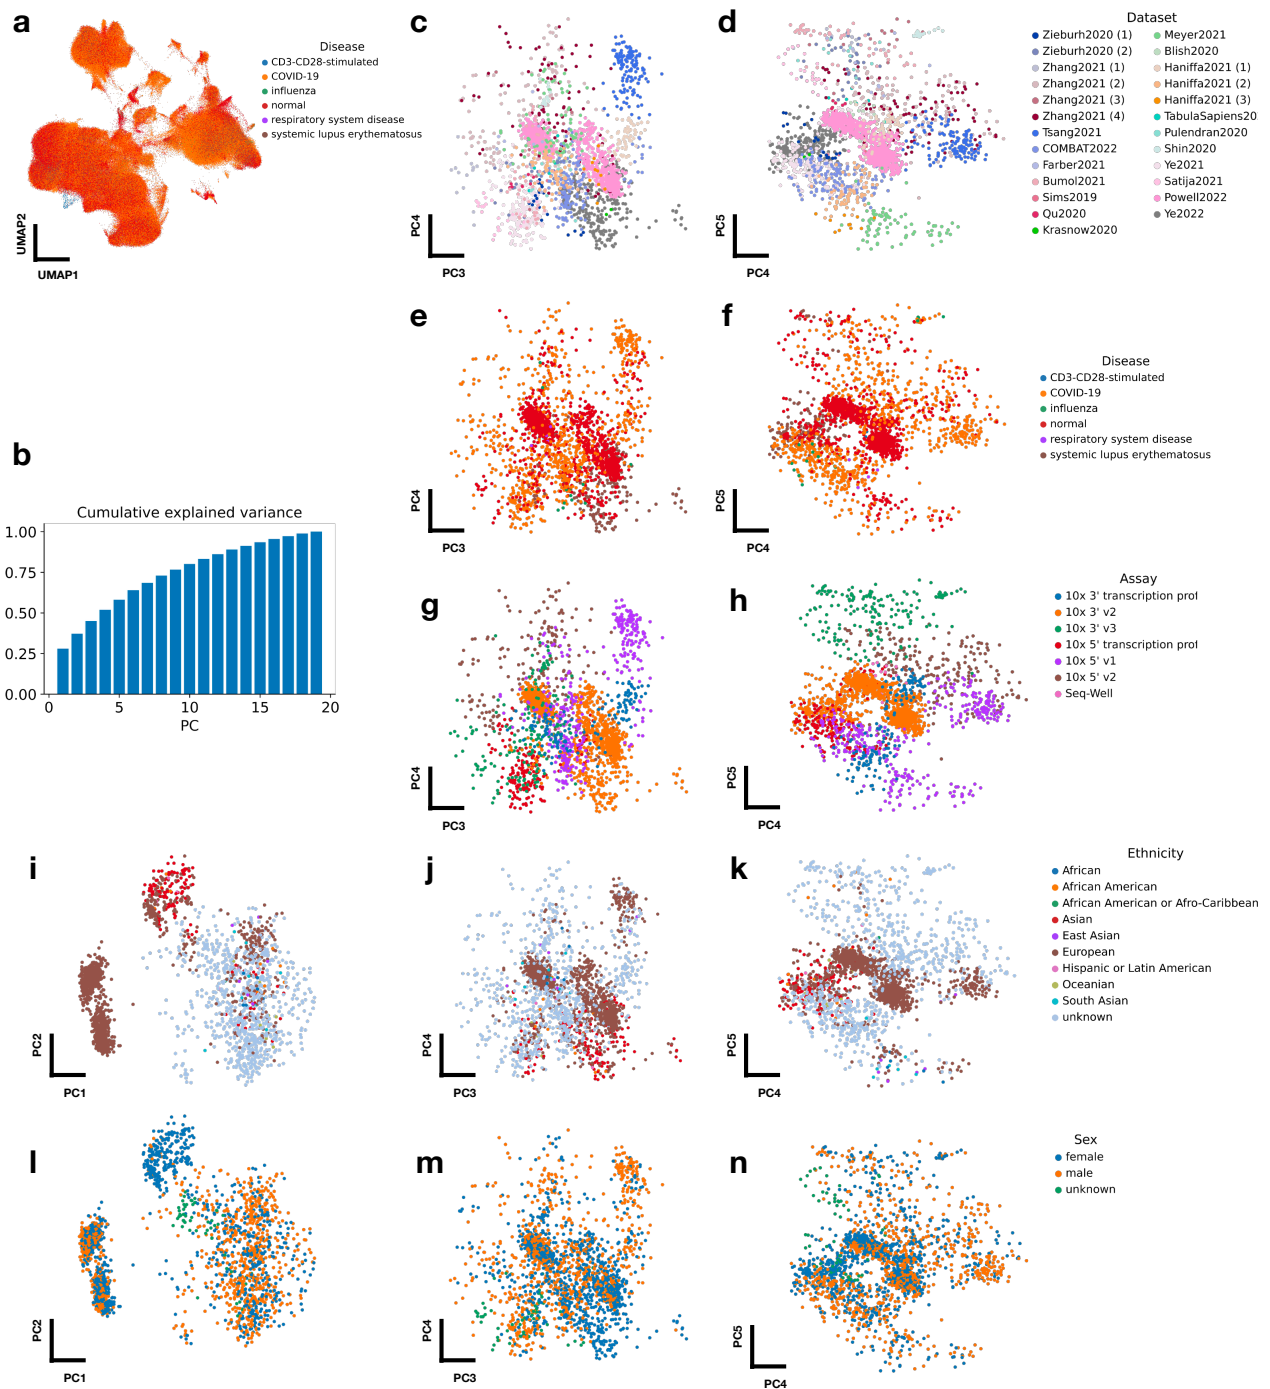 a
Disease
CD3-CD28-stimulated
COVID-19
influenza
normal
respiratory system disease
systemic lupus erythematosus
UMAP2
UMAP1
c
PC4
PC3
d
PC5
PC4
Dataset
Zieburh2020 (1)
Zieburh2020 (2)
Zhang2021 (1)
Zhang2021 (2)
Zhang2021 (3)
Zhang2021 (4)
Tsang2021
COMBAT2022
Farber2021
Bumol2021
Sims2019
Qu2020
Krasnow2020
Meyer2021
Blish2020
Haniffa2021 (1)
Haniffa2021 (2)
Haniffa2021 (3)
TabulaSapiens20
Pulendran2020
Shin2020
Ye2021
Satija2021
Powell2022
Ye2022
b
Cumulative explained variance
1.00
0.75
0.50
0.25
0.00
0 5 10 15 20
PC
e
PC4
PC3
f
PC5
PC4
Disease
CD3-CD28-stimulated
COVID-19
influenza
normal
respiratory system disease
systemic lupus erythematosus
g
PC4
PC3
h
PC5
PC4
Assay
10x 3' transcription prof
10x 3' v2
10x 3' v3
10x 5' transcription prof
10x 5' v1
10x 5' v2
Seq-Well
i
PC2
PC1
j
PC4
PC3
k
PC5
PC4
Ethnicity
African
African American
African American or Afro-Caribbean
Asian
East Asian
European
Hispanic or Latin American
Oceanian
South Asian
unknown
l
PC2
PC1
m
PC4
PC3
n
PC5
PC4
Sex
female
male
unknown